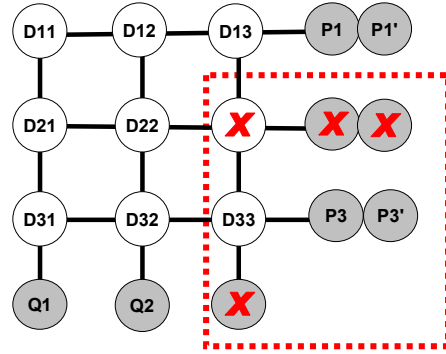 D11 D12 D13 P1 P1'
D21 D22 X X X
D31 D32 D33 P3 P3'
Q1 Q2 X